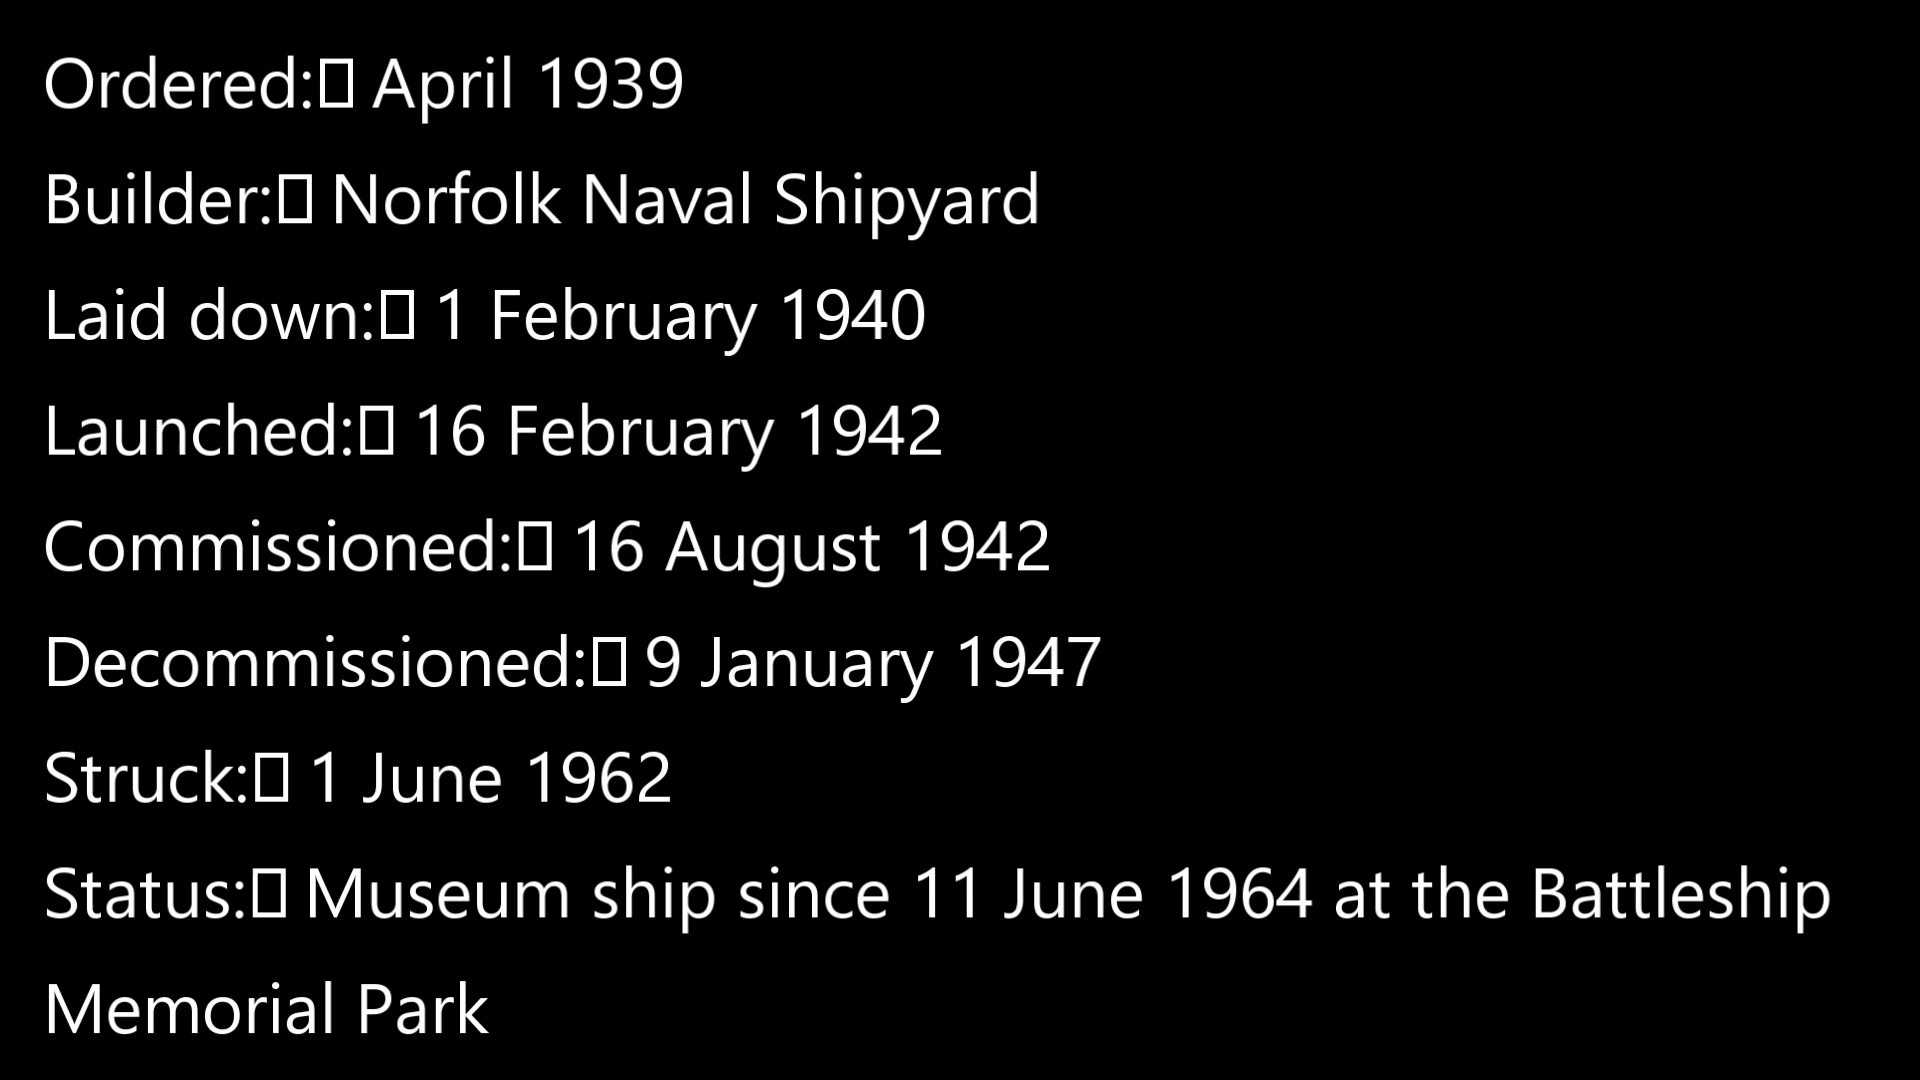 Ordered:▯ April 1939
Builder:▯ Norfolk Naval Shipyard
Laid down:▯ 1 February 1940
Launched:▯ 16 February 1942
Commissioned:▯ 16 August 1942
Decommissioned:▯ 9 January 1947
Struck:▯ 1 June 1962
Status:▯ Museum ship since 11 June 1964 at the Battleship
Memorial Park